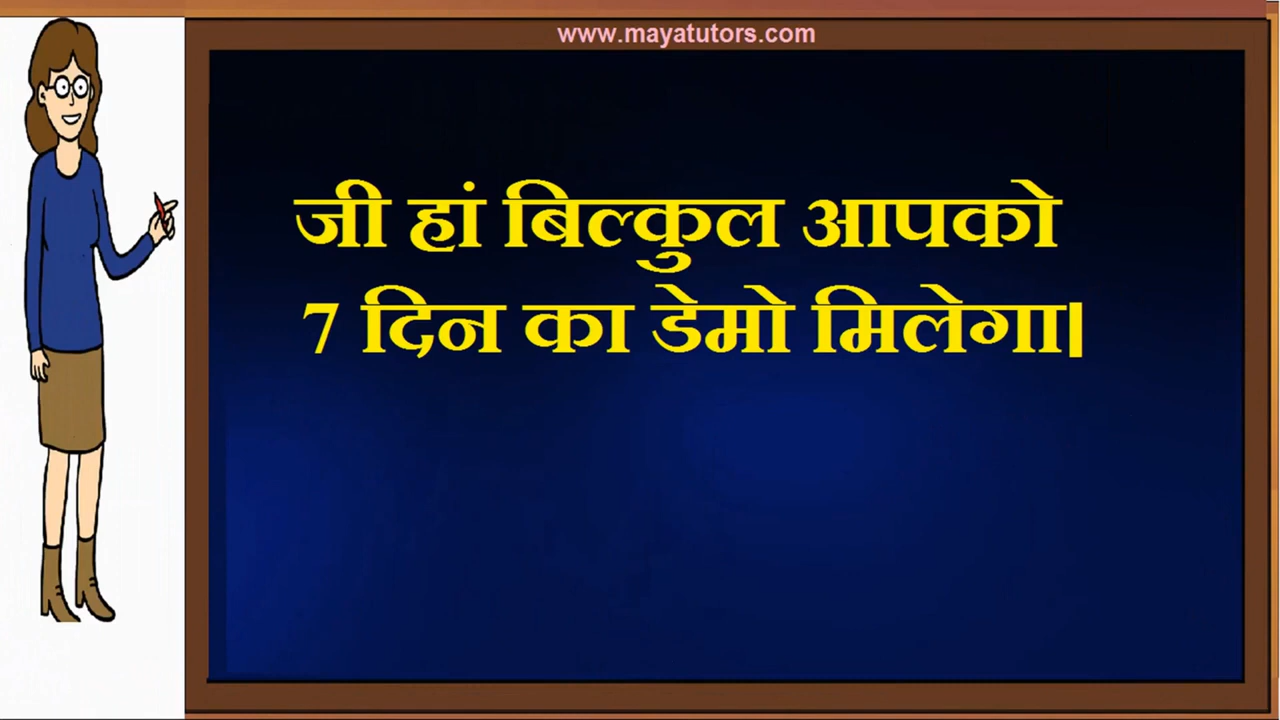 www.mayatutors.com
जी हां बिल्कुल आपको
7 दिन का डेमो मिलेगा।